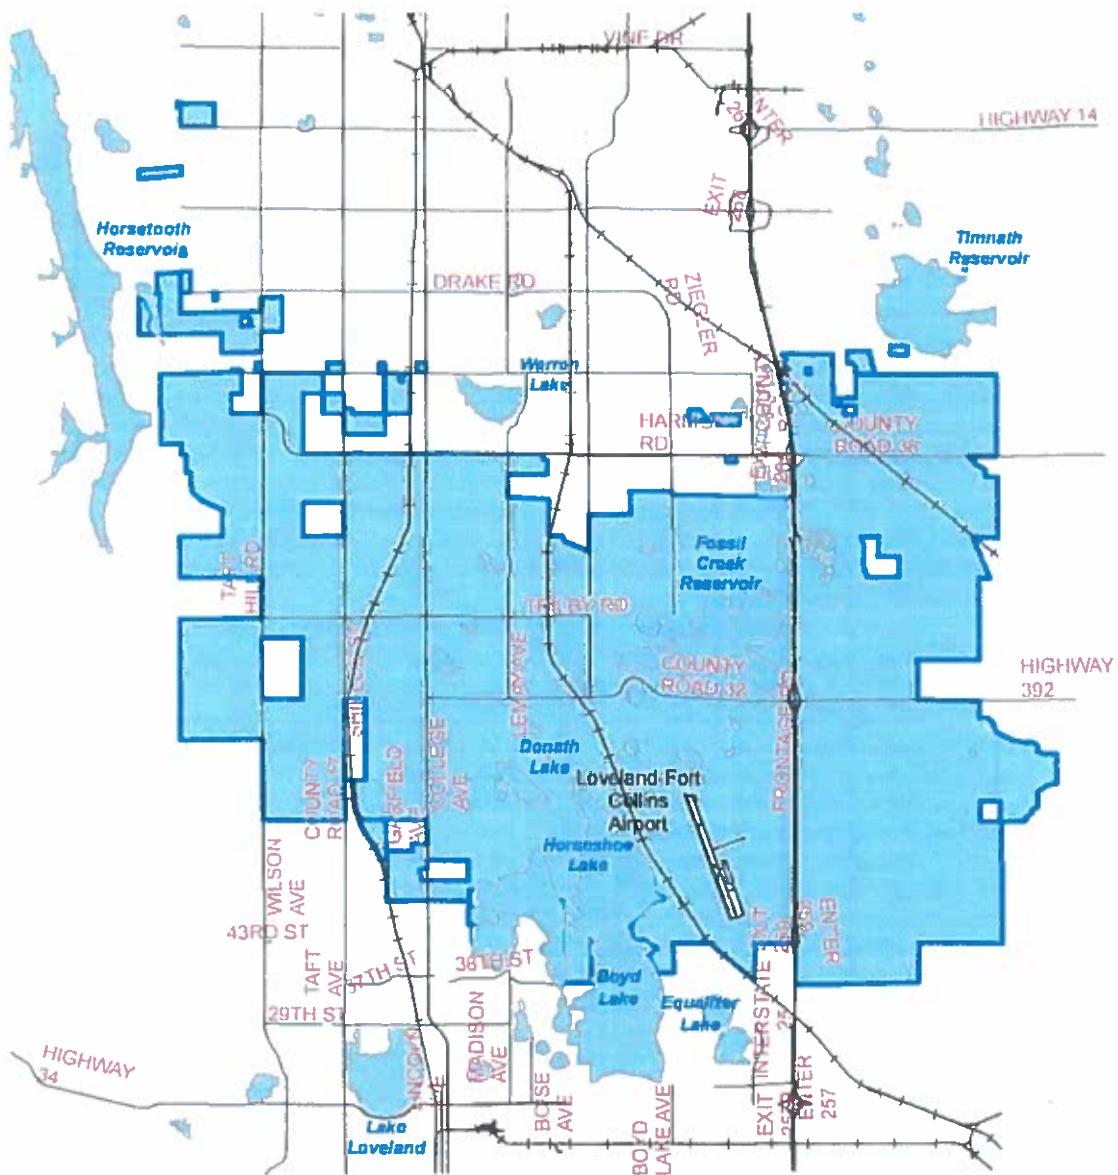 VINE DR
HIGHWAY 14
EXIT
Horsetooth
Reservoir
Timnath
Reservoir
DRAKE RD
ZIEGLER
RD
Warren
Lake
HARMONY
RD
COUNTY
ROAD 38
TAFT
HILL RD
Fossil
Creek
Reservoir
TRILBY RD
COUNTY
ROAD 32
HIGHWAY
392
SHIELDS ST
LEMAY AVE
COLLEGE
AVE
GARFIELD
AVE
COUNTY
FRONTAGE RD
Donath
Lake
Loveland-Fort
Collins
Airport
Horseshoe
Lake
WILSON
AVE
43RD ST
TAFT
AVE
37TH ST
38TH ST
29TH ST
Boyd
Lake
Equalizer
Lake
MADISON
AVE
HIGHWAY
34
BOISE
AVE
BOYD
LAKE AVE
EXIT INTERSTATE
ENTER
257
Lake
Loveland